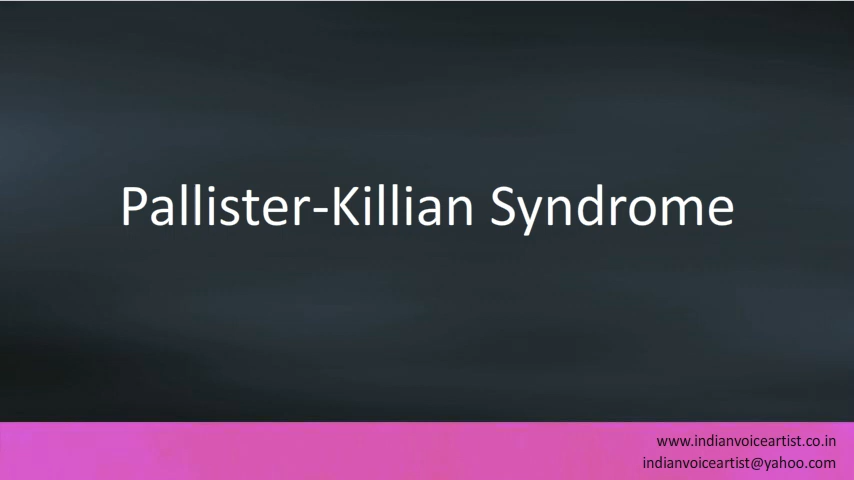 Pallister-Killian Syndrome
www.indianvoiceartist.co.in
indianvoiceartist@yahoo.com